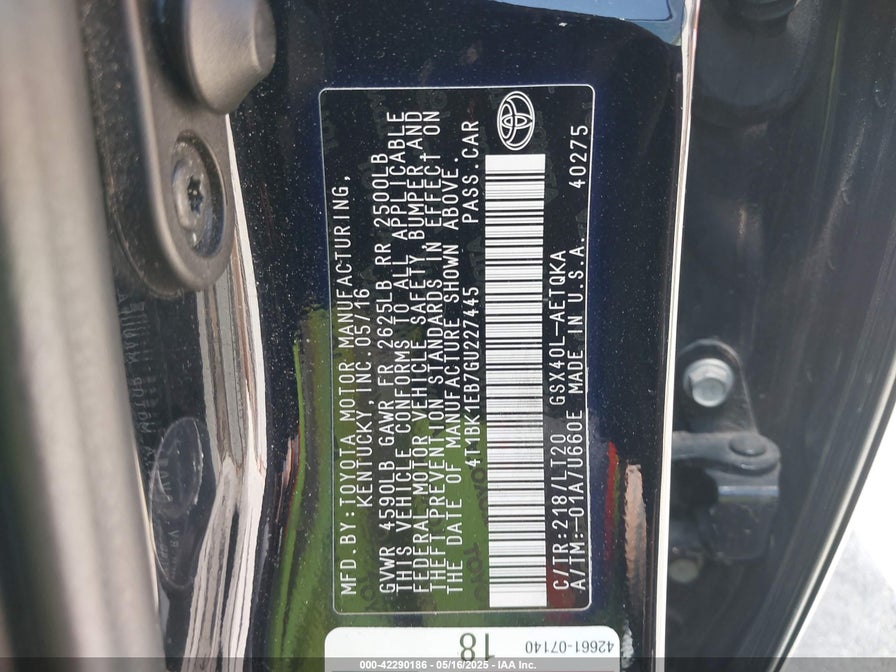 MFD.BY:TOYOTA MOTOR MANUFACTURING,
KENTUCKY, INC. 05/16
GVWR 4590LB GAWR FR 2625LB RR 2500LB
THIS VEHICLE CONFORMS TO ALL APPLICABLE
FEDERAL MOTOR VEHICLE SAFETY, BUMPER, AND
THEFT PREVENTION STANDARDS IN EFFECT ON
THE DATE OF MANUFACTURE SHOWN ABOVE.
4T1BK1EB7GU227445 PASS.CAR
C/TR:218/LT20 GSX40L-AETQKA
A/TM:-01A/U660E MADE IN U.S.A. 40275
18
42661-07140
000-42290186 - 05/16/2025 - IAA Inc.